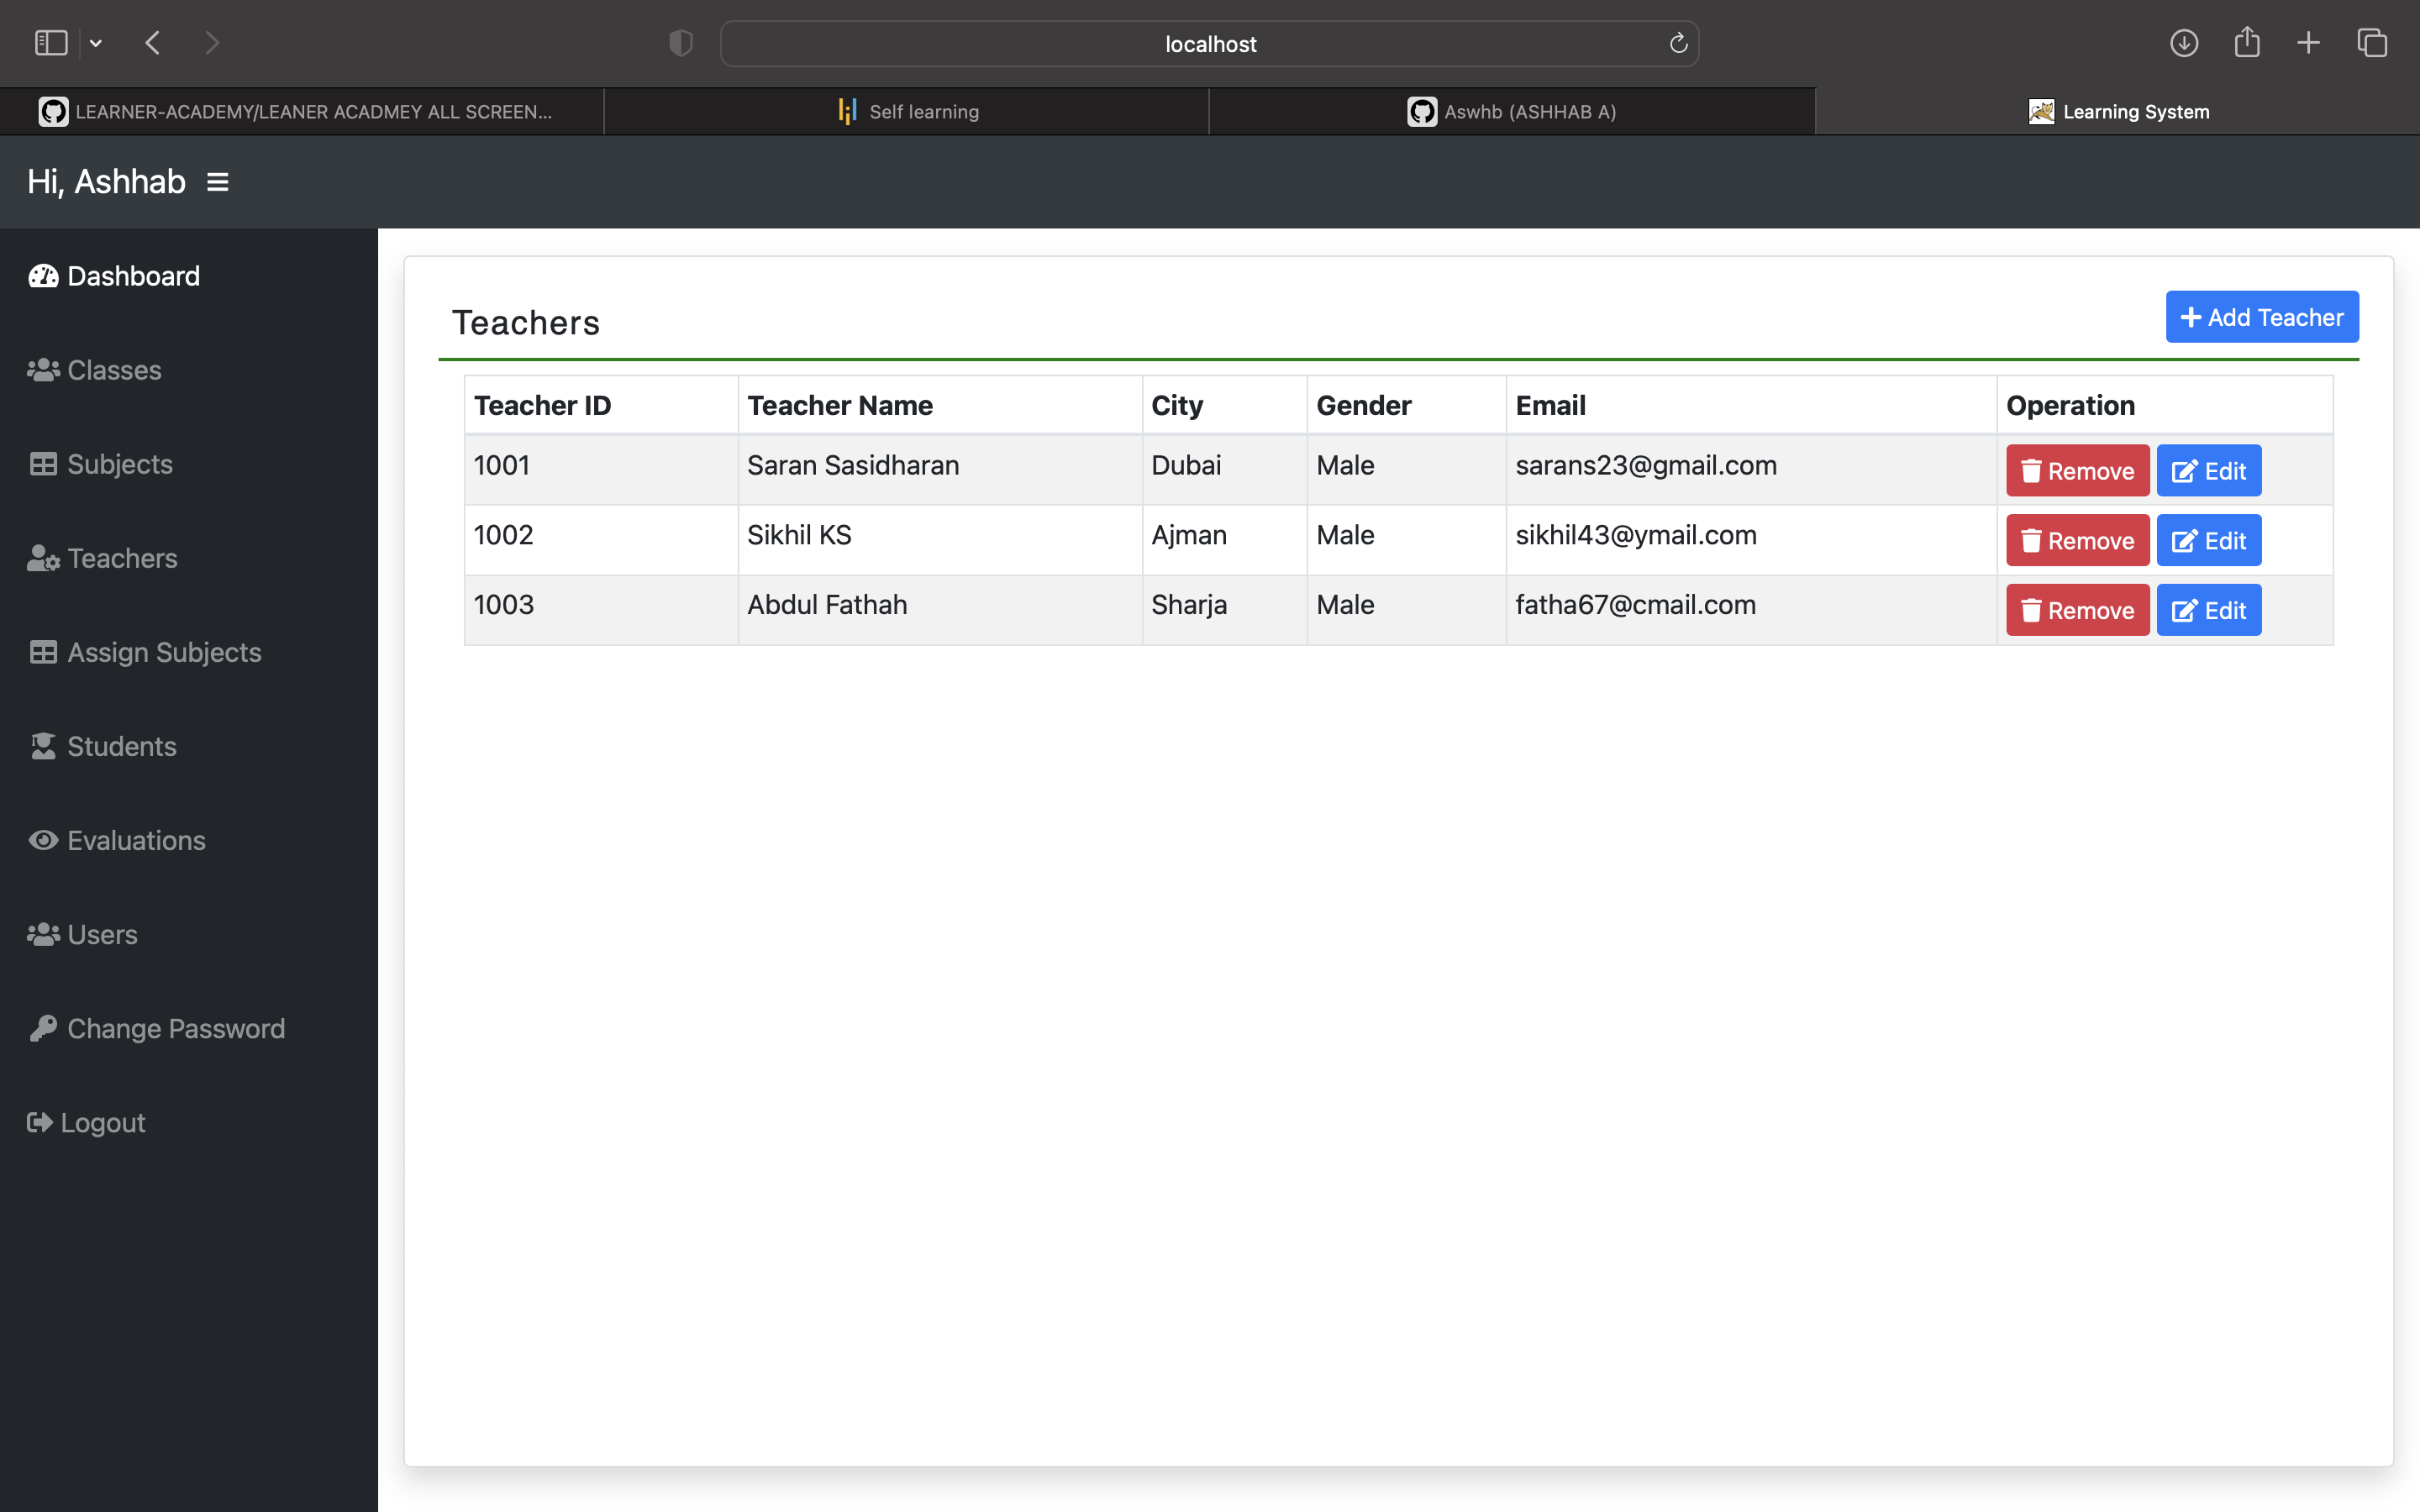 localhost
LEARNER-ACADEMY/LEANER ACADMEY ALL SCREEN...
Self learning
Aswhb (ASHHAB A)
Learning System
Hi, Ashhab
Dashboard
Classes
Subjects
Teachers
Assign Subjects
Students
Evaluations
Users
Change Password
Logout
Teachers
Add Teacher
Teacher ID Teacher Name City Gender Email Operation
1001 Saran Sasidharan Dubai Male sarans23@gmail.com Remove Edit
1002 Sikhil KS Ajman Male sikhil43@ymail.com Remove Edit
1003 Abdul Fathah Sharja Male fatha67@cmail.com Remove Edit